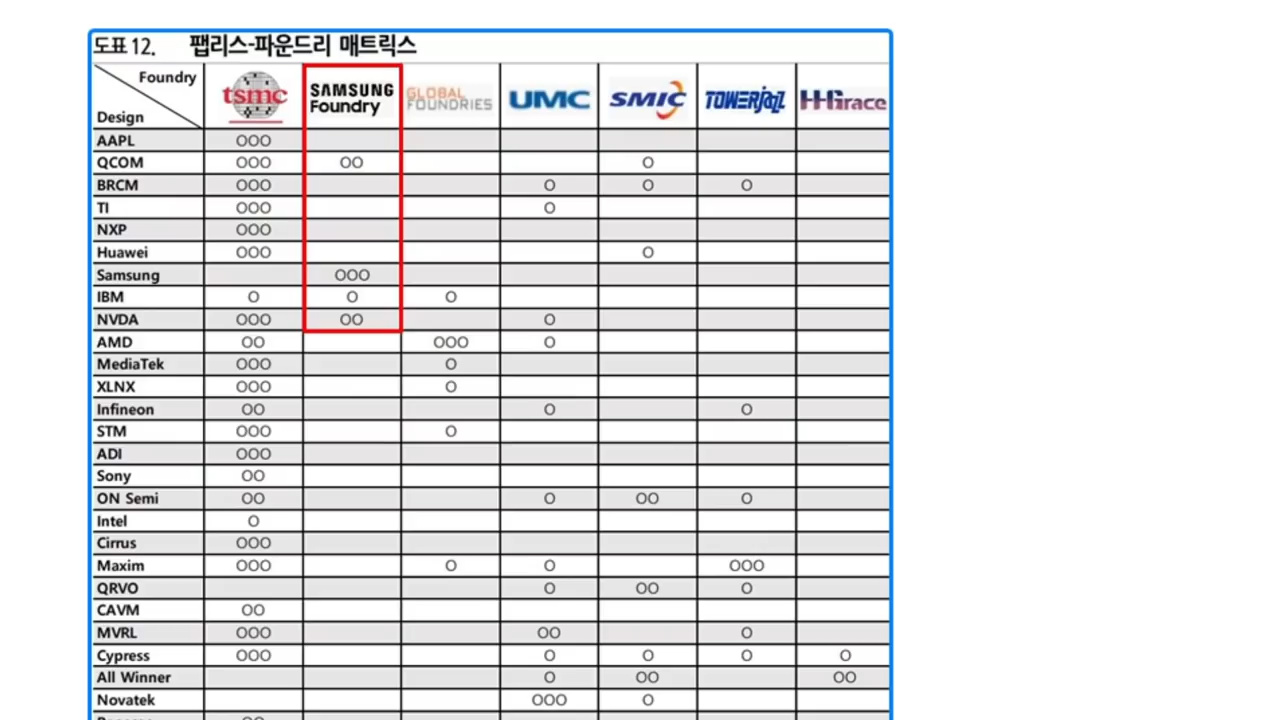 도표 12. 팹리스-파운드리 매트릭스
Foundry
Design
tsmc SAMSUNG Foundry GLOBAL FOUNDRIES UMC SMIC TOWERJAZZ HHGrace
AAPL OOO
QCOM OOO OO O
BRCM OOO O O O
TI OOO O
NXP OOO
Huawei OOO O
Samsung OOO
IBM O O O
NVDA OOO OO O
AMD OO OOO O
MediaTek OOO O
XLNX OOO O
Infineon OO O O
STM OOO O
ADI OOO
Sony OO
ON Semi OO O OO O
Intel O
Cirrus OOO
Maxim OOO O O OOO
QRVO O OO O
CAVM OO
MVRL OOO OO O
Cypress OOO O O O O
All Winner O OO OO
Novatek OOO O